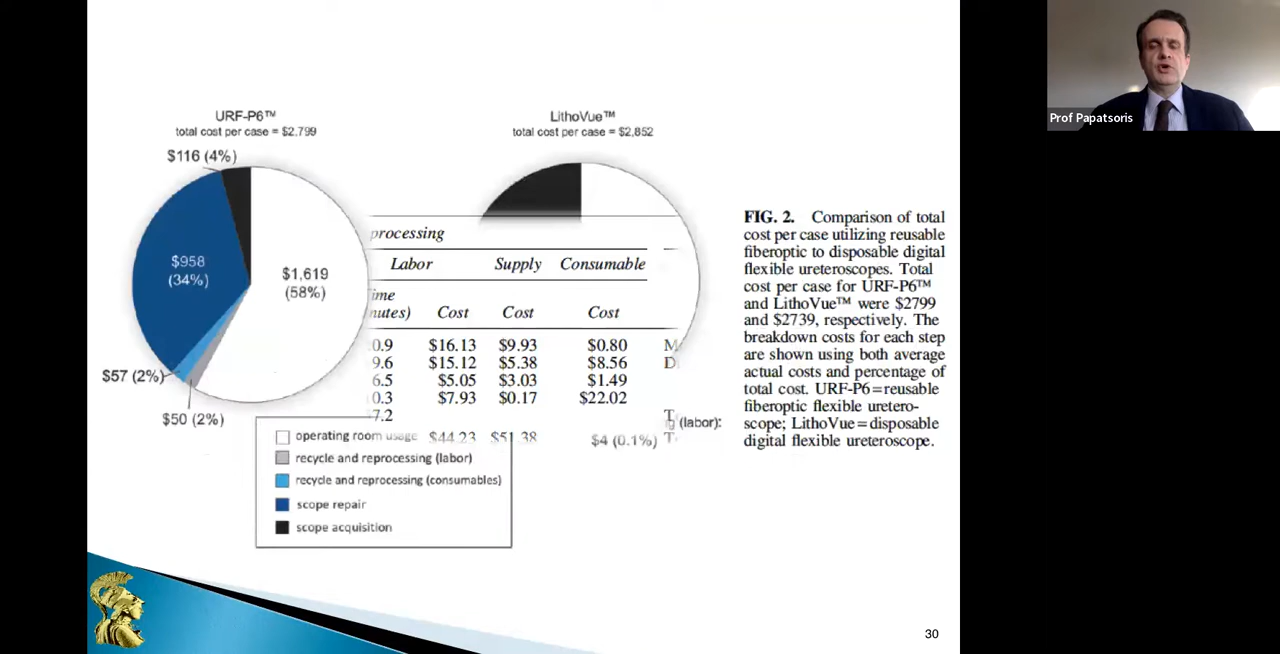 Prof Papatsoris
URF-P6™
total cost per case = $2,799
$116 (4%)
$958
(34%)
$1,619
(58%)
$57 (2%)
$50 (2%)
LithoVue™
total cost per case = $2,852
processing
Labor Supply Consumable
Cost Cost Cost
0.9 $16.13 $9.93 $0.80
9.6 $15.12 $5.38 $8.56
6.5 $5.05 $3.03 $1.49
0.3 $7.93 $0.17 $22.02
7.2
(labor):
$44.23 $51.38
$4 (0.1%)
operating room usage
recycle and reprocessing (labor)
recycle and reprocessing (consumables)
scope repair
scope acquisition
FIG. 2. Comparison of total
cost per case utilizing reusable
fiberoptic to disposable digital
flexible ureteroscopes. Total
cost per case for URF-P6™
and LithoVue™ were $2799
and $2739, respectively. The
breakdown costs for each step
are shown using both average
actual costs and percentage of
total cost. URF-P6=reusable
fiberoptic flexible uretero-
scope; LithoVue=disposable
digital flexible ureteroscope.
30